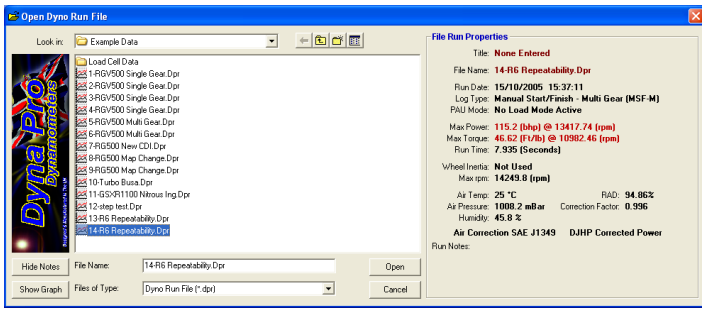 Open Dyno Run File
Look in: Example Data
Dyna Pro
Dynamometers
Load Cell Data
1-RGV500 Single Gear.Dpr
2-RGV500 Single Gear.Dpr
3-RGV500 Single Gear.Dpr
4-RGV500 Single Gear.Dpr
5-RGV500 Multi Gear.Dpr
6-RGV500 Multi Gear.Dpr
7-RG500 New CDI.Dpr
8-RG500 Map Change.Dpr
9-RG500 Map Change.Dpr
10-Turbo Busa.Dpr
11-GSXR1100 Nitrous Ing.Dpr
12-step test.Dpr
13-R6 Repeatability.Dpr
14-R6 Repeatability.Dpr
Hide Notes
File Name: 14-R6 Repeatability.Dpr
Open
Show Graph
Files of Type: Dyno Run File (*.dpr)
Cancel
File Run Properties
Title: None Entered
File Name: 14-R6 Repeatability.Dpr
Run Date: 15/10/2005 15:37:11
Log Type: Manual Start/Finish - Multi Gear (MSF-M)
PAU Mode: No Load Mode Active
Max Power: 115.2 (bhp) @ 13417.74 (rpm)
Max Torque: 46.62 (Ft/lb) @ 10982.46 (rpm)
Run Time: 7.935 (Seconds)
Wheel Inertia: Not Used
Max rpm: 14249.8 (rpm)
Air Temp: 25 °C RAD: 94.86%
Air Pressure: 1008.2 mBar Correction Factor: 0.996
Humidity: 45.8 %
Air Correction SAE J1349 DJHP Corrected Power
Run Notes: